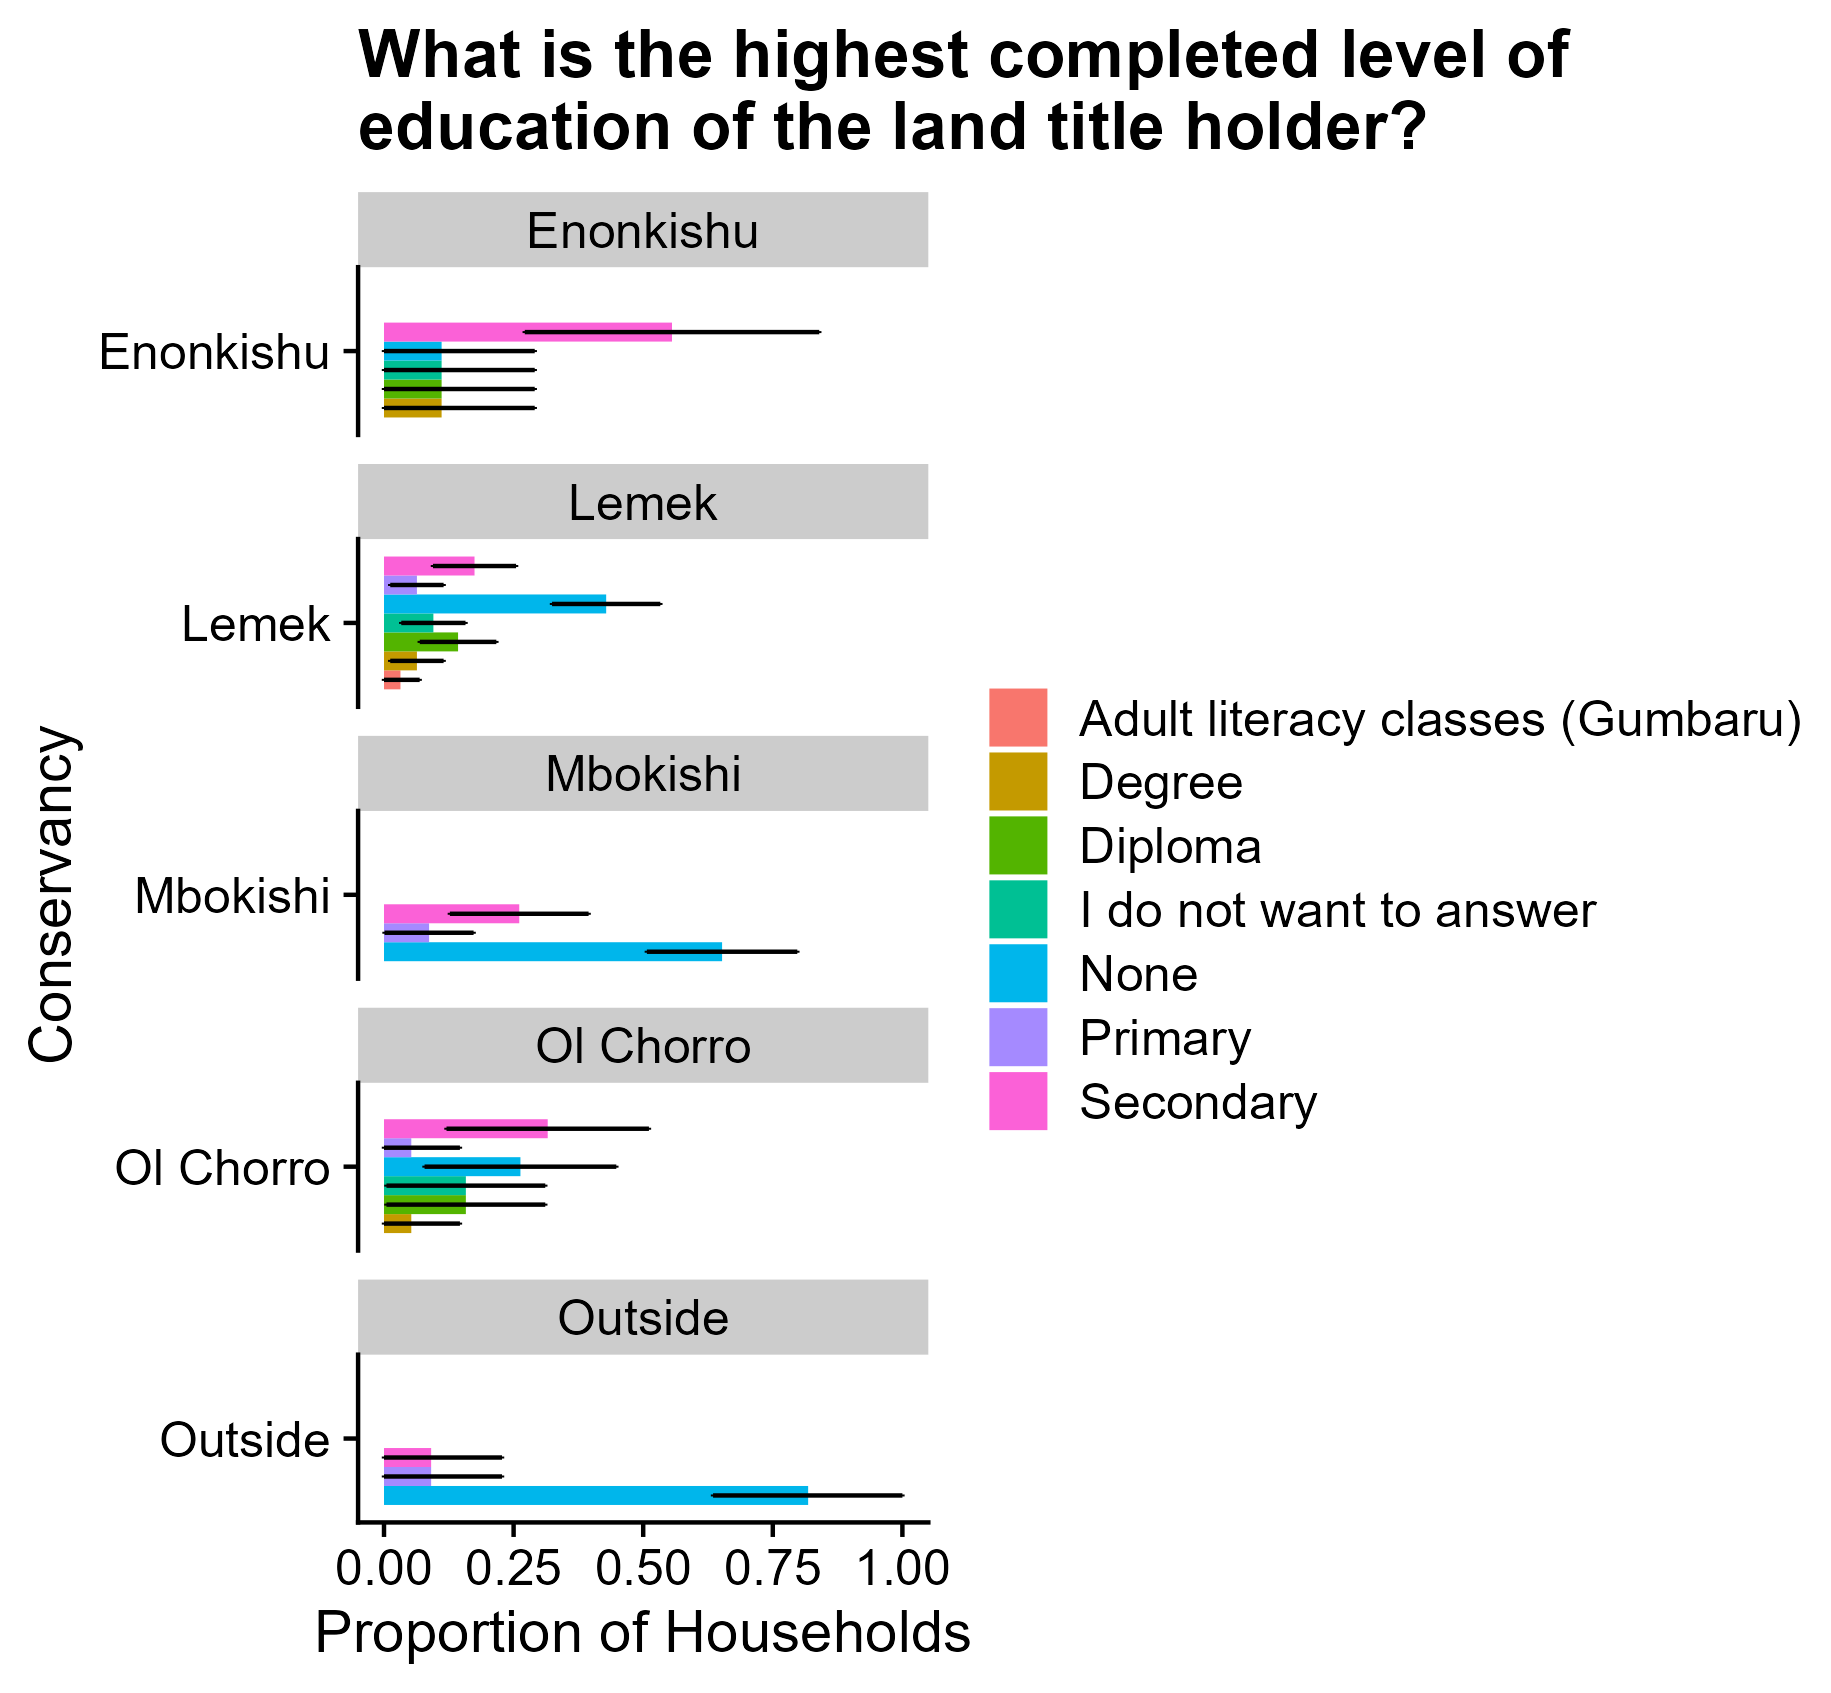 What is the highest completed level of
education of the land title holder?
Enonkishu
Enonkishu
Lemek
Lemek
Mbokishi
Mbokishi
Ol Chorro
Ol Chorro
Outside
Outside
0.00 0.25 0.50 0.75 1.00
Proportion of Households
Conservancy
Adult literacy classes (Gumbaru)
Degree
Diploma
I do not want to answer
None
Primary
Secondary